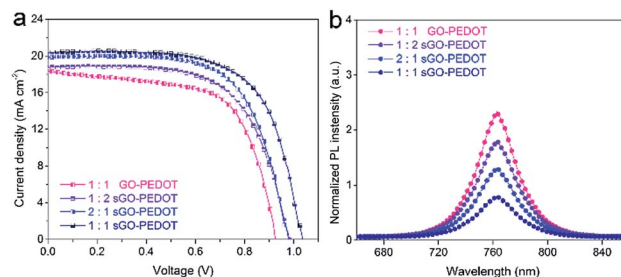 a
Current density (mA cm⁻²)
24
20
16
12
8
4
0
1 : 1 GO-PEDOT
1 : 2 sGO-PEDOT
2 : 1 sGO-PEDOT
1 : 1 sGO-PEDOT
0.0 0.2 0.4 0.6 0.8 1.0
Voltage (V)
b
Normalized PL instensity (a.u.)
4
3
2
1
0
1 : 1 GO-PEDOT
1 : 2 sGO-PEDOT
2 : 1 sGO-PEDOT
1 : 1 sGO-PEDOT
680 720 760 800 840
Wavelength (nm)